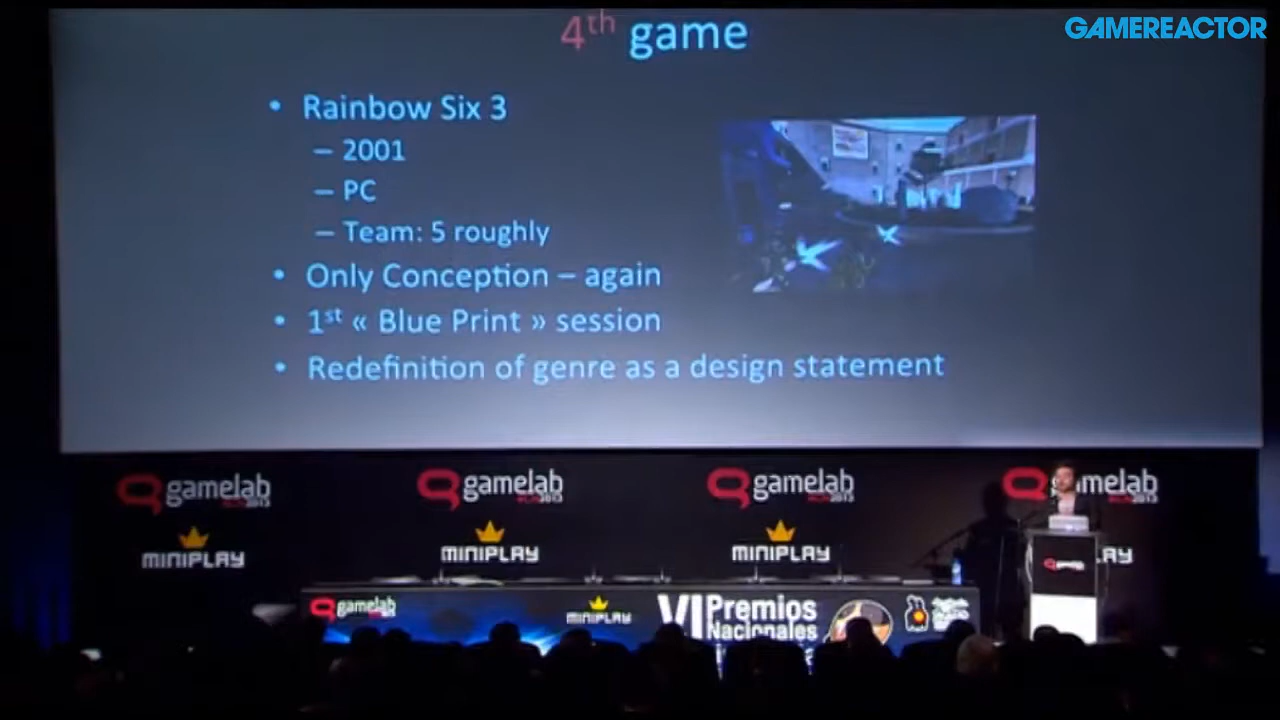 4th game
GAMEREACTOR
• Rainbow Six 3
– 2001
– PC
– Team: 5 roughly
• Only Conception – again
• 1st « Blue Print » session
• Redefinition of genre as a design statement
gamelab
gamelab
gamelab
gamelab
MINIPLAY
MINIPLAY
MINIPLAY
gamelab
MINIPLAY
VI Premios
Nacionales